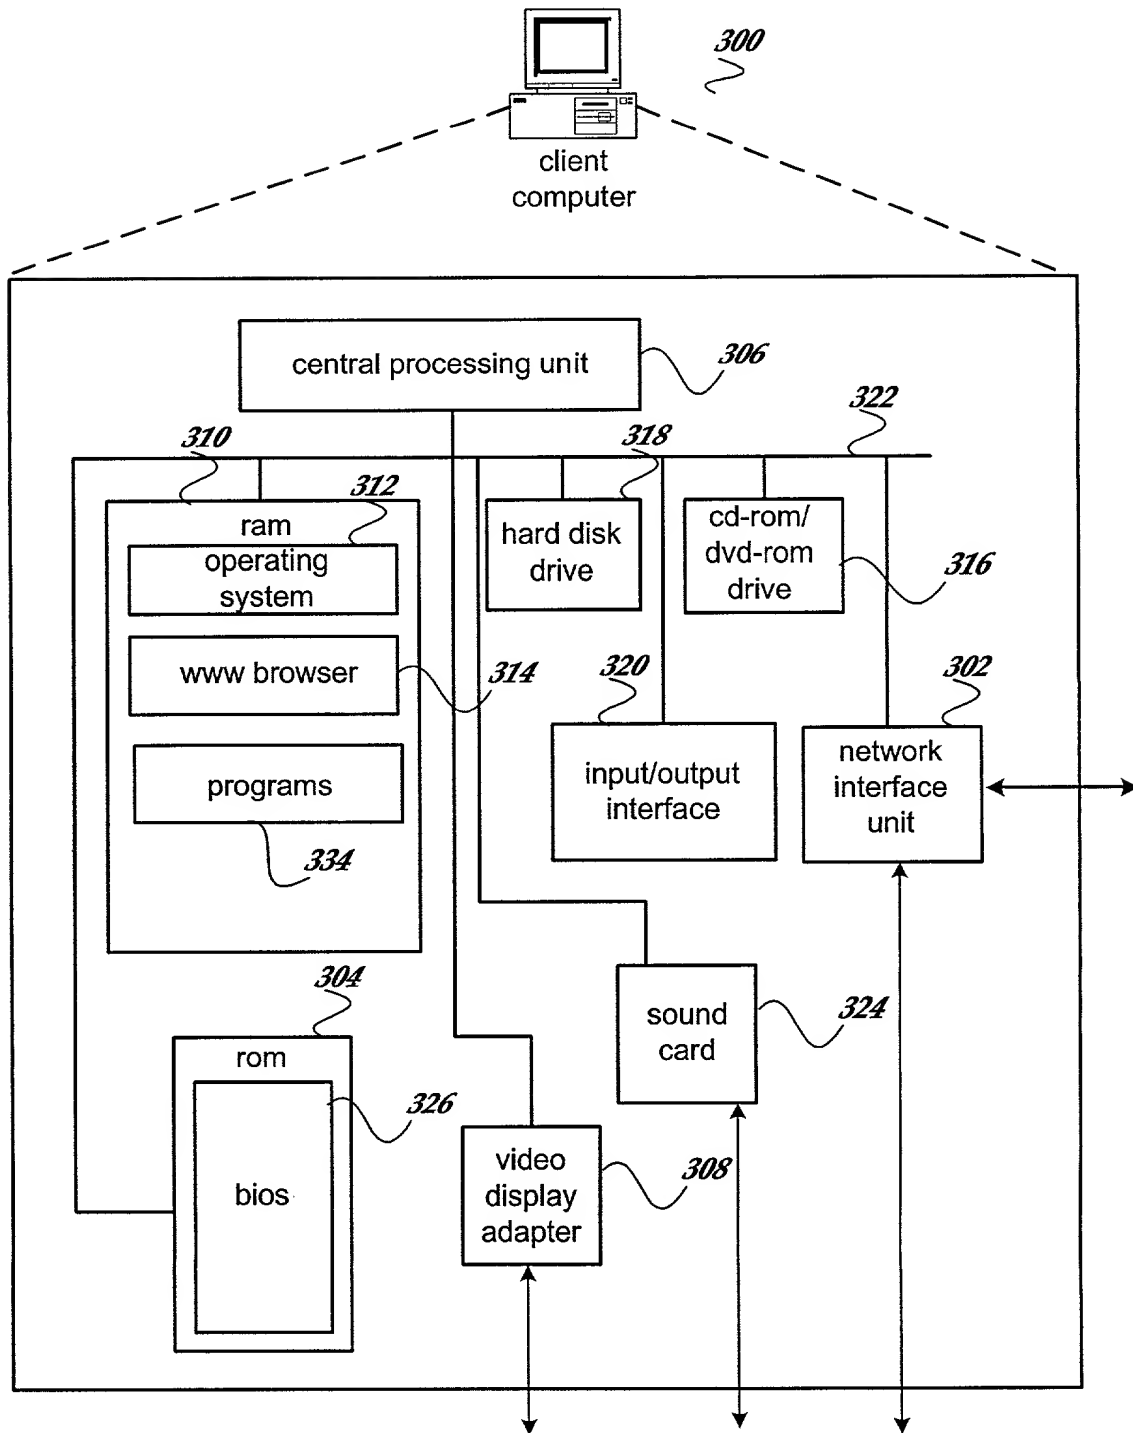 300
client
computer
central processing unit
306
322
310
318
312
ram
operating
system
hard disk
drive
cd-rom/
dvd-rom
drive
316
www browser
314
320
302
programs
334
input/output
interface
network
interface
unit
304
rom
326
bios
sound
card
324
video
display
adapter
308